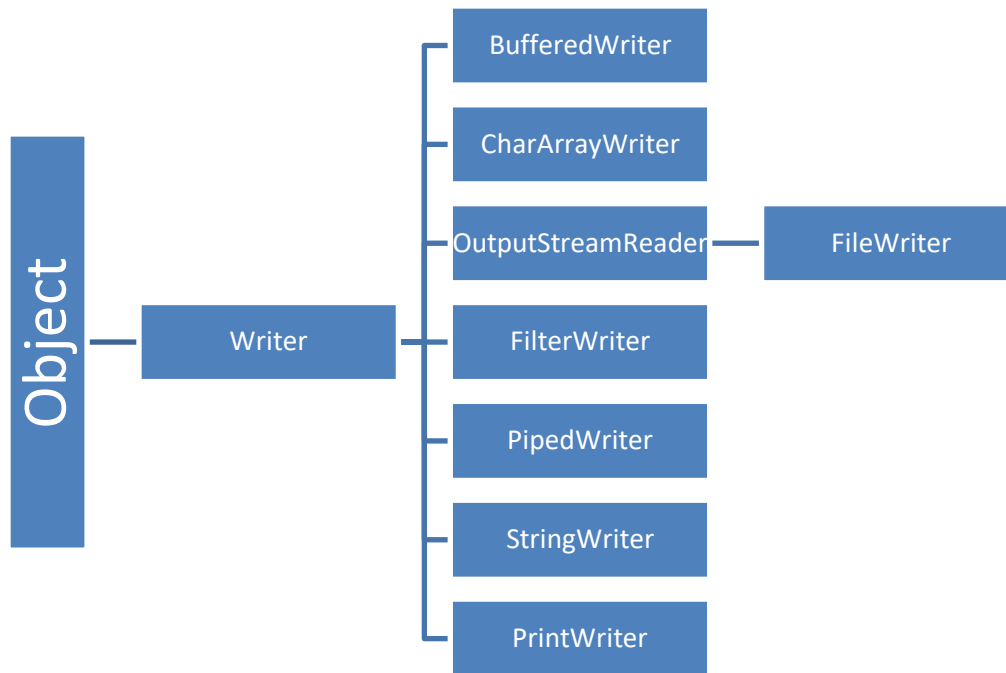 Object
Writer
BufferedWriter
CharArrayWriter
OutputStreamReader
FileWriter
FilterWriter
PipedWriter
StringWriter
PrintWriter